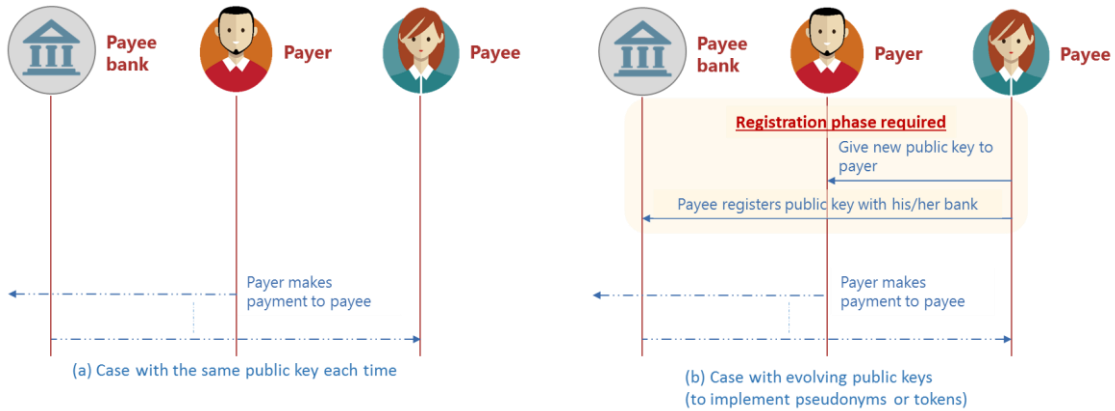 Payee
bank
Payer
Payee
Payer makes
payment to payee
(a) Case with the same public key each time
Payee
bank
Payer
Payee
Registration phase required
Give new public key to
payer
Payee registers public key with his/her bank
Payer makes
payment to payee
(b) Case with evolving public keys
(to implement pseudonyms or tokens)